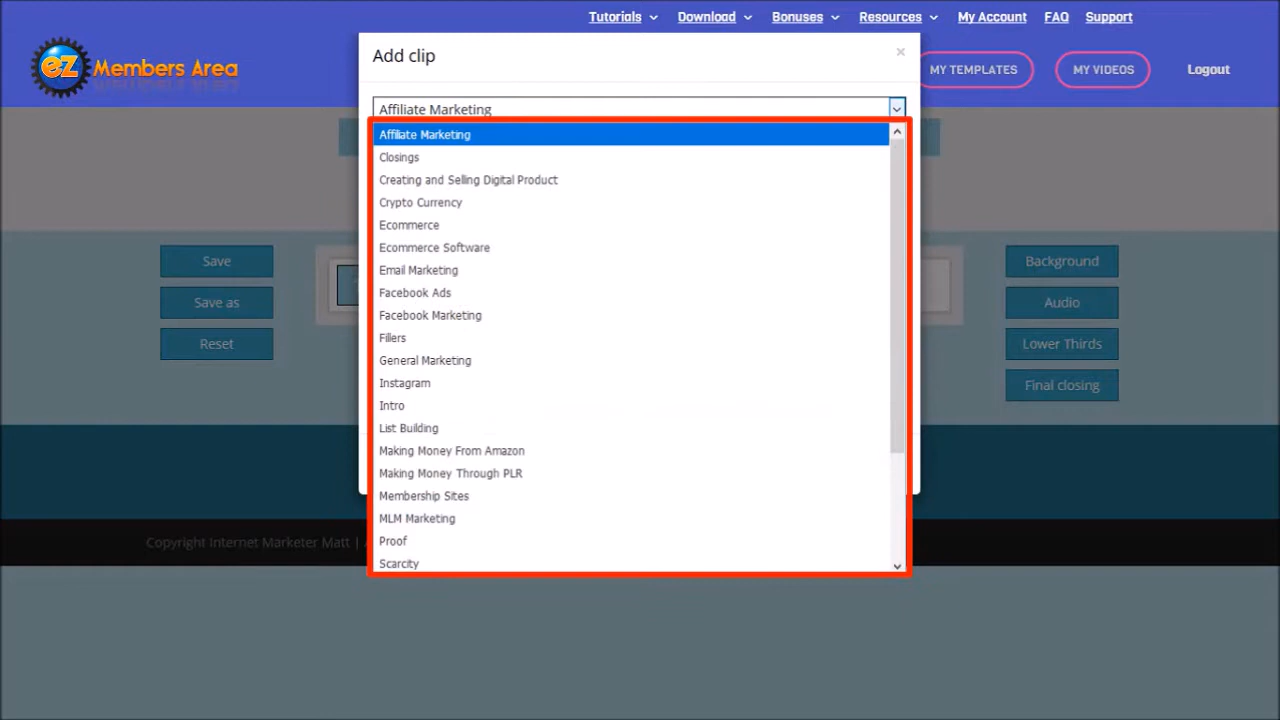 Tutorials Download Bonuses Resources My Account FAQ Support
Add clip ×
eZ Members Area
MY TEMPLATES MY VIDEOS Logout
Affiliate Marketing
Affiliate Marketing
Closings
Creating and Selling Digital Product
Crypto Currency
Ecommerce
Ecommerce Software
Email Marketing
Facebook Ads
Facebook Marketing
Fillers
General Marketing
Instagram
Intro
List Building
Making Money From Amazon
Making Money Through PLR
Membership Sites
MLM Marketing
Proof
Scarcity
Save
Save as
Reset
Background
Audio
Lower Thirds
Final closing
Copyright Internet Marketer Matt |